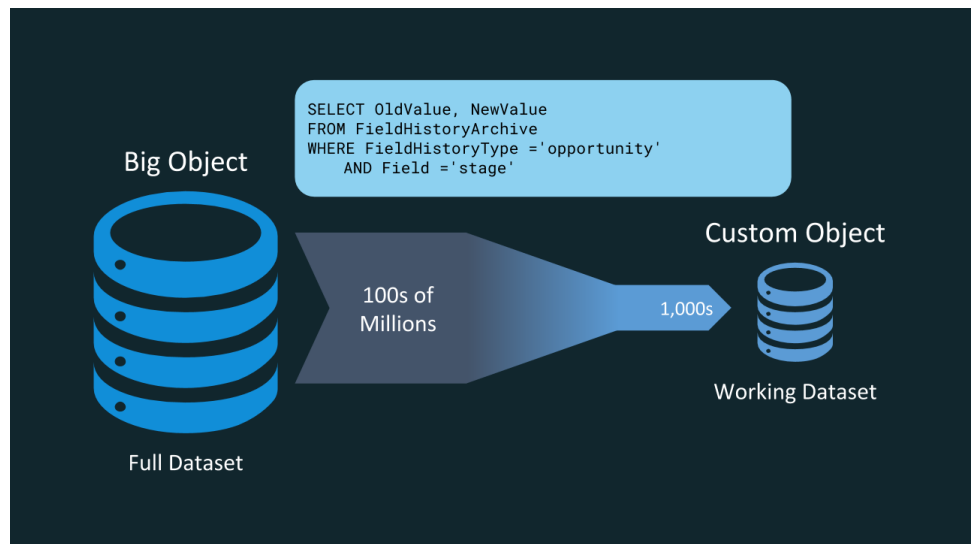 SELECT OldValue, NewValue
FROM FieldHistoryArchive
WHERE FieldHistoryType ='opportunity'
AND Field ='stage'
Big Object
Custom Object
100s of
Millions
1,000s
Working Dataset
Full Dataset